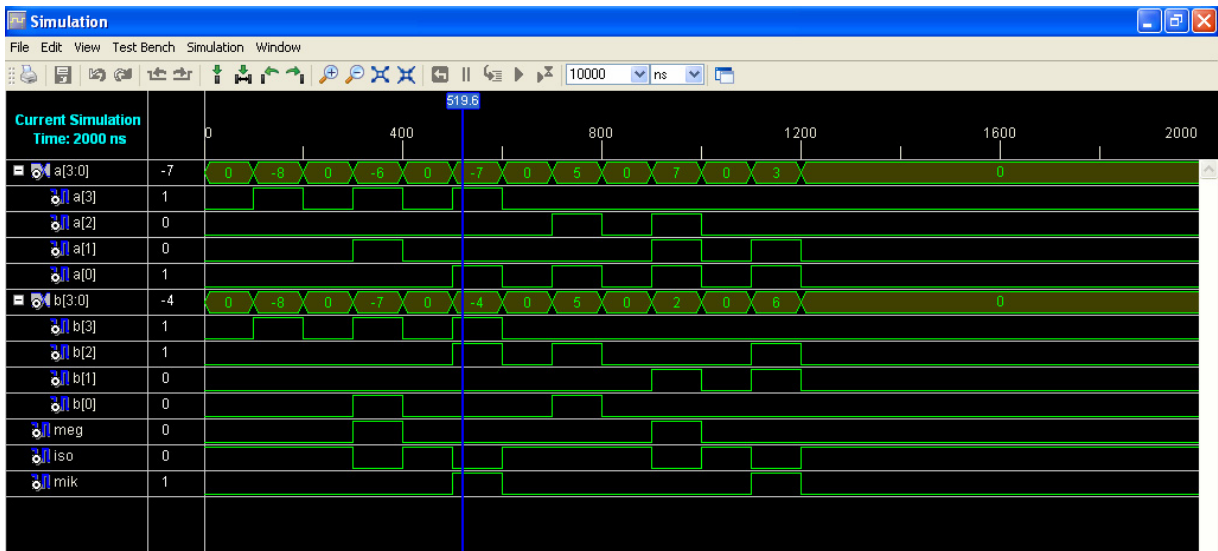 Simulation
File Edit View Test Bench Simulation Window
10000 ns
519.6
Current Simulation
Time: 2000 ns
0 400 800 1200 1600 2000
a[3:0] -7 0 -8 0 -6 0 -7 0 5 0 7 0 3 0
a[3] 1
a[2] 0
a[1] 0
a[0] 1
b[3:0] -4 0 -8 0 -7 0 -4 0 5 0 2 0 6 0
b[3] 1
b[2] 1
b[1] 0
b[0] 0
meg 0
iso 0
mik 1